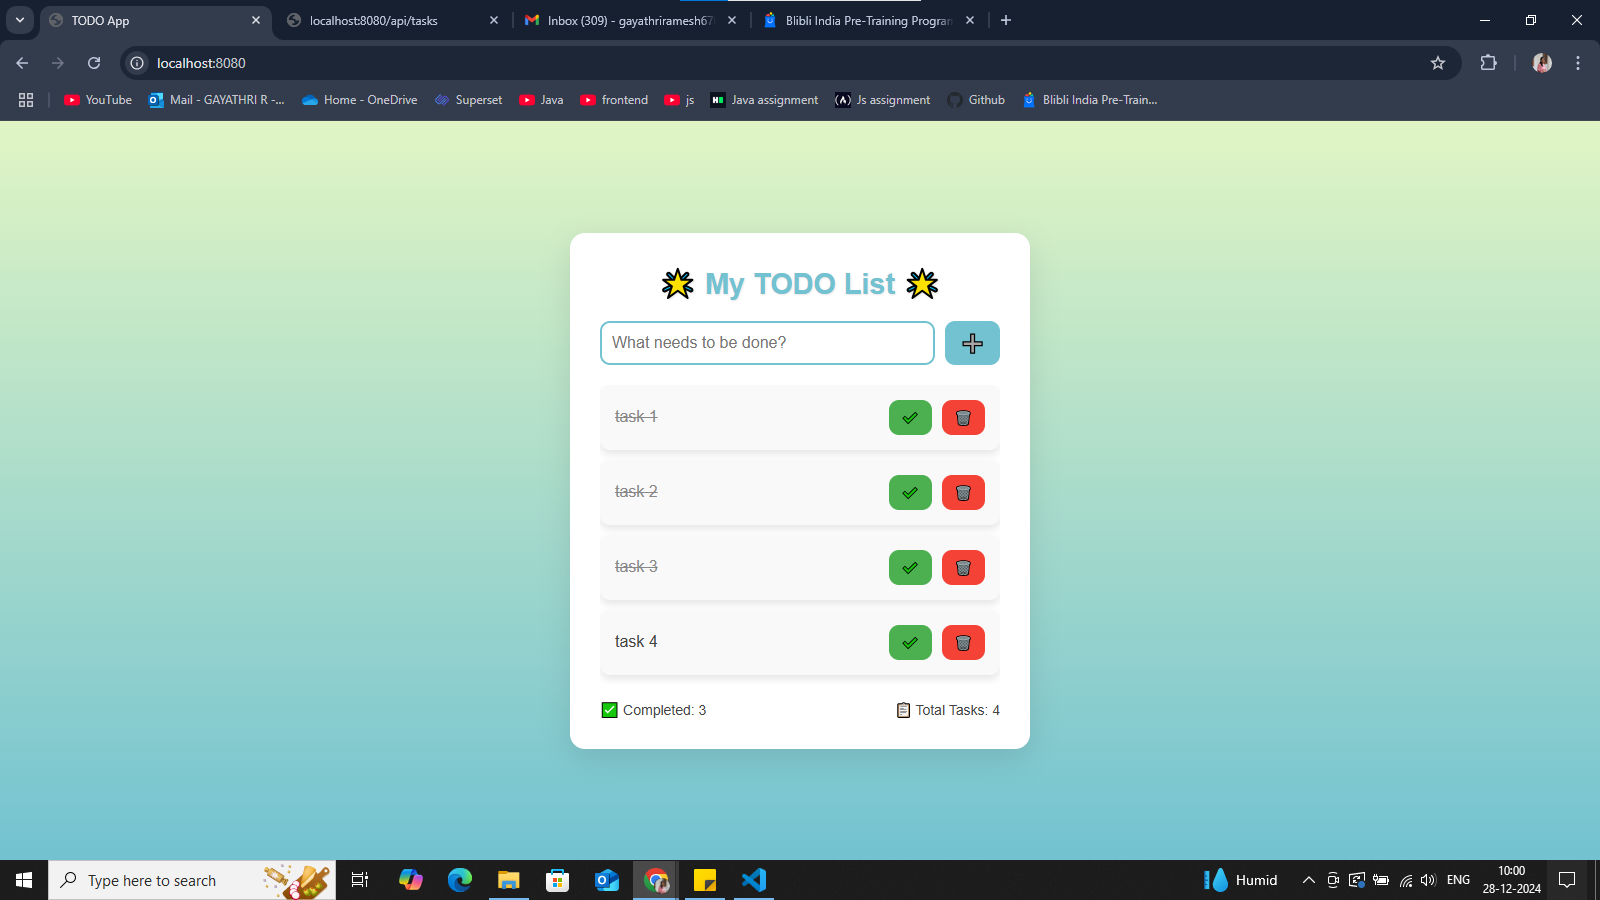 TODO App
localhost:8080/api/tasks
Inbox (309) - gayathriramesh67
Blibli India Pre-Training Program
localhost:8080
YouTube
Mail - GAYATHRI R -...
Home - OneDrive
Superset
Java
frontend
js
Java assignment
Js assignment
Github
Blibli India Pre-Train...
My TODO List
What needs to be done?
task 1
task 2
task 3
task 4
Completed: 3
Total Tasks: 4
Type here to search
Humid
ENG
10:00
28-12-2024